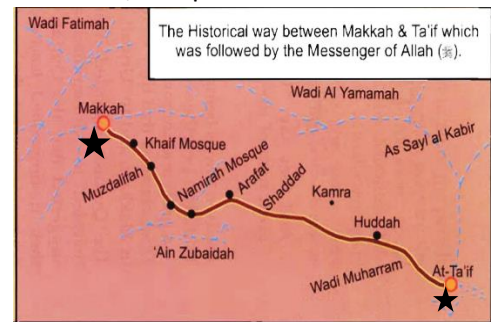 Wadi Fatimah
The Historical way between Makkah & Ta'if which
was followed by the Messenger of Allah (ﷺ).
Wadi Al Yamamah
Makkah
As Sayl al Kabir
Khaif Mosque
Namirah Mosque
Muzdalifah
Arafat
Shaddad
Kamra
Huddah
'Ain Zubaidah
Wadi Muharram
At-Ta'if